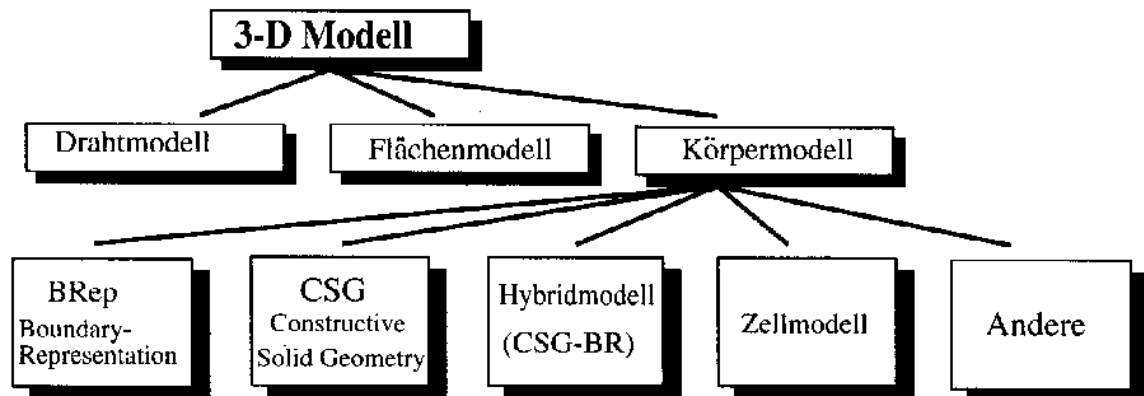 3-D Modell
Drahtmodell
Flächenmodell
Körpermodell
BRep
Boundary-
Representation
CSG
Constructive
Solid Geometry
Hybridmodell
(CSG-BR)
Zellmodell
Andere